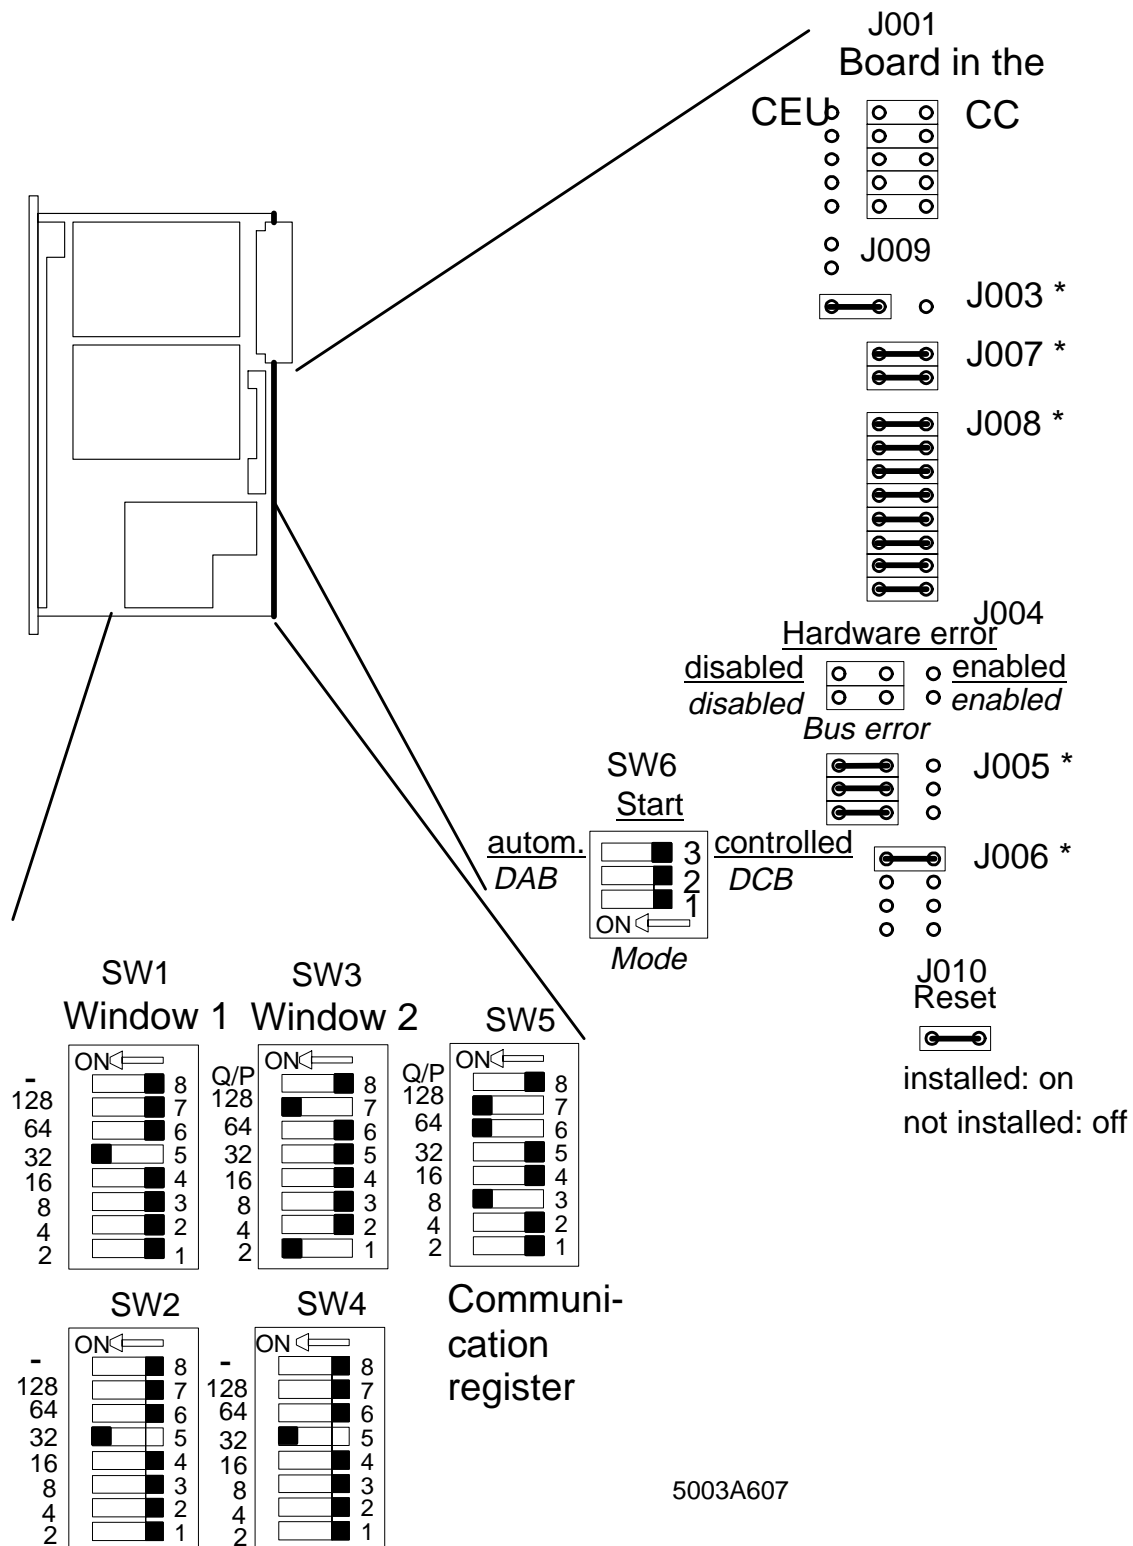 J001
Board in the
CEU
CC
J009
J003 *
J007 *
J008 *
J004
Hardware error
disabled
enabled
disabled
enabled
Bus error
J005 *
SW6
Start
autom.
controlled
DAB
DCB
3
2
1
ON
Mode
J006 *
J010
Reset
installed: on
not installed: off
SW1
Window 1
ON
- 8
128 7
64 6
32 5
16 4
8 3
4 2
2 1
SW3
Window 2
ON
Q/P 8
128 7
64 6
32 5
16 4
8 3
4 2
2 1
SW5
ON
Q/P 8
128 7
64 6
32 5
16 4
8 3
4 2
2 1
Communi-
cation
register
SW2
ON
- 8
128 7
64 6
32 5
16 4
8 3
4 2
2 1
SW4
ON
- 8
128 7
64 6
32 5
16 4
8 3
4 2
2 1
5003A607